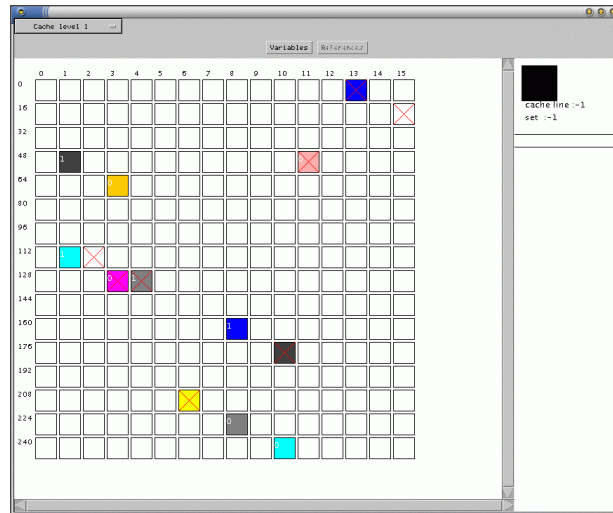 Cache level 1
Variables References
0 1 2 3 4 5 6 7 8 9 10 11 12 13 14 15
0
16
32
48 1
64
80
96
112 1
128 0 1
144
160 1
176
192
208
224 0
240 0
cache line :-1
set :-1